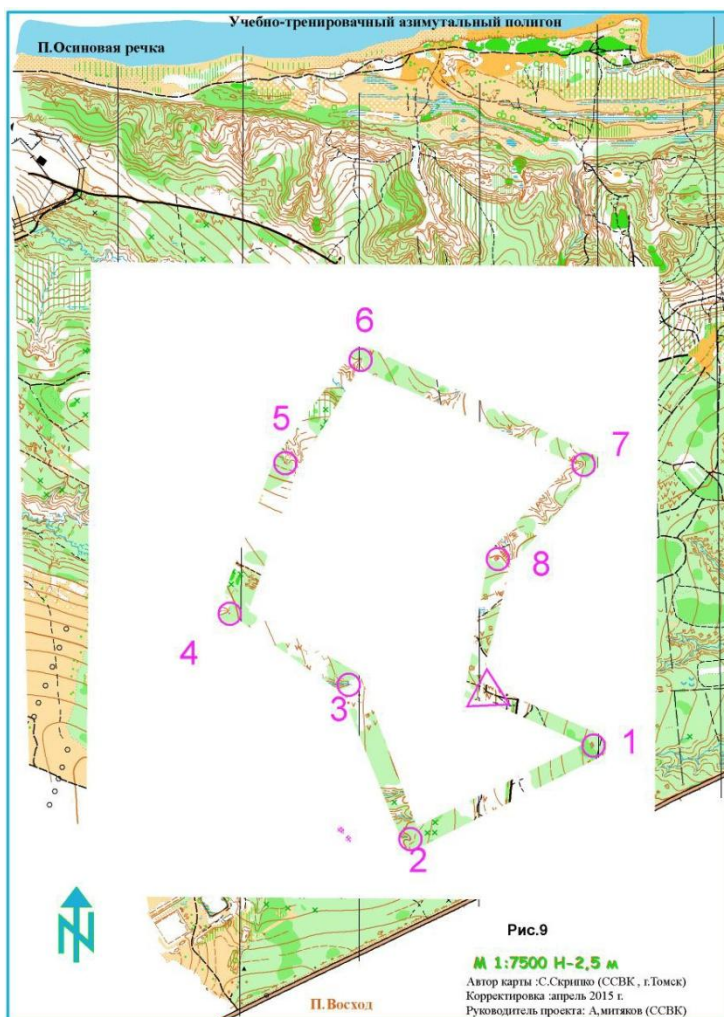 Учебно-тренировачный азимутальный полигон
П.Осиновая речка
6
5
7
8
4
3
1
2
Рис.9
М 1:7500 Н-2,5 м
Автор карты :С.Скрипко (ССВК , г.Томск)
Корректировка :апрель 2015 г.
Руководитель проекта: А,митяков (ССВК)
П.Восход